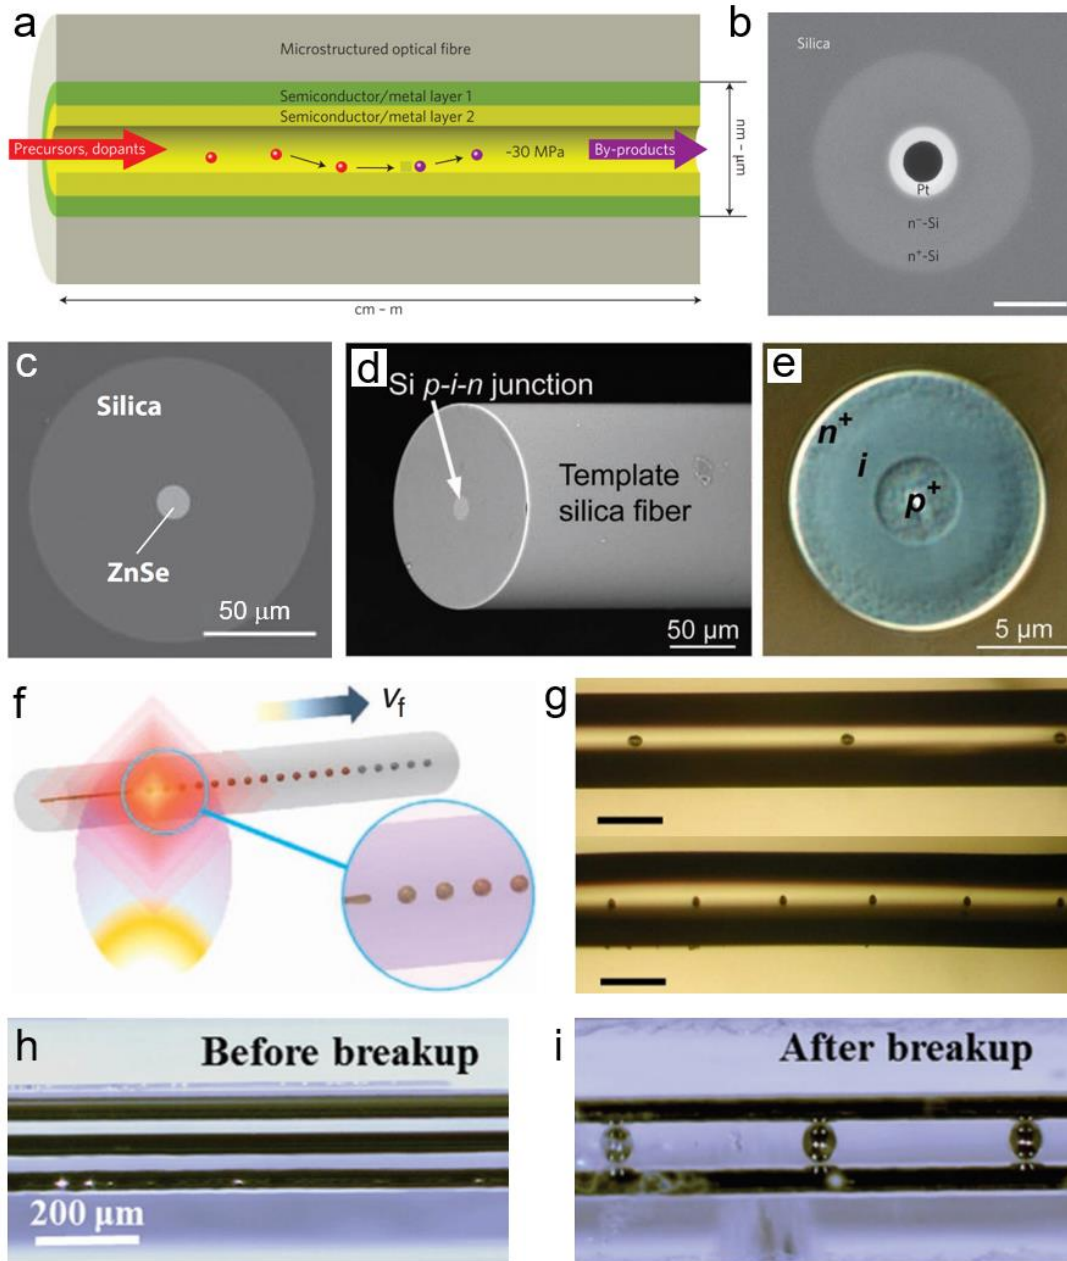 a
Microstructured optical fibre
Semiconductor/metal layer 1
Semiconductor/metal layer 2
Precursors, dopants
~30 MPa
By-products
nm – µm
cm – m
b
Silica
Pt
n⁻-Si
n⁺-Si
c
Silica
ZnSe
50 µm
d
Si p-i-n junction
Template
silica fiber
50 µm
e
n⁺
i
p⁺
5 µm
f
vf
g
h
Before breakup
200 µm
i
After breakup